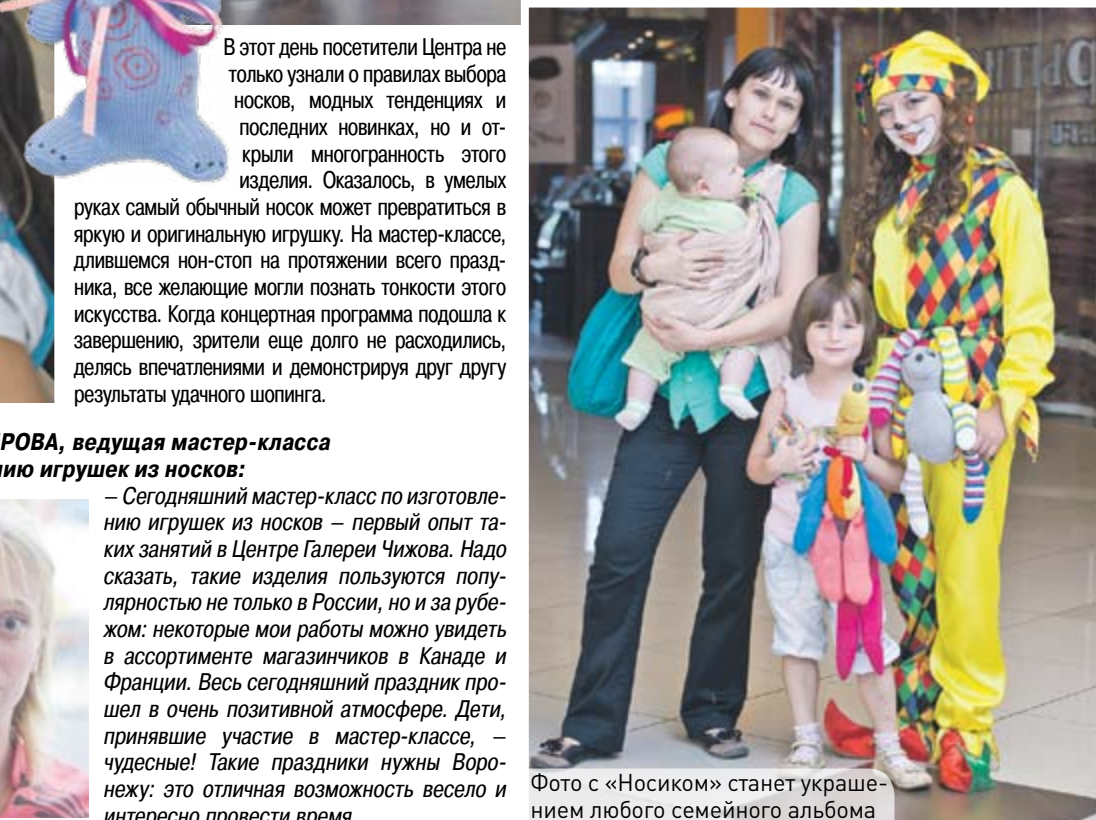 В этот день посетители Центра не
только узнали о правилах выбора
носков, модных тенденциях и
последних новинках, но и от-
крыли многогранность этого
изделия. Оказалось, в умелых
руках самый обычный носок может превратиться в
яркую и оригинальную игрушку. На мастер-классе,
длившемся нон-стоп на протяжении всего празд-
ника, все желающие могли познать тонкости этого
искусства. Когда концертная программа подошла к
завершению, зрители еще долго не расходились,
делясь впечатлениями и демонстрируя друг другу
результаты удачного шопинга.
РОВА, ведущая мастер-класса
нию игрушек из носков:
– Сегодняшний мастер-класс по изготовле-
нию игрушек из носков – первый опыт та-
ких занятий в Центре Галереи Чижова. Надо
сказать, такие изделия пользуются попу-
лярностью не только в России, но и за рубе-
жом: некоторые мои работы можно увидеть
в ассортименте магазинчиков в Канаде и
Франции. Весь сегодняшний праздник про-
шел в очень позитивной атмосфере. Дети,
принявшие участие в мастер-классе, –
чудесные! Такие праздники нужны Воро-
нежу: это отличная возможность весело и
интересно провести время
Фото с «Носиком» станет украше-
нием любого семейного альбома